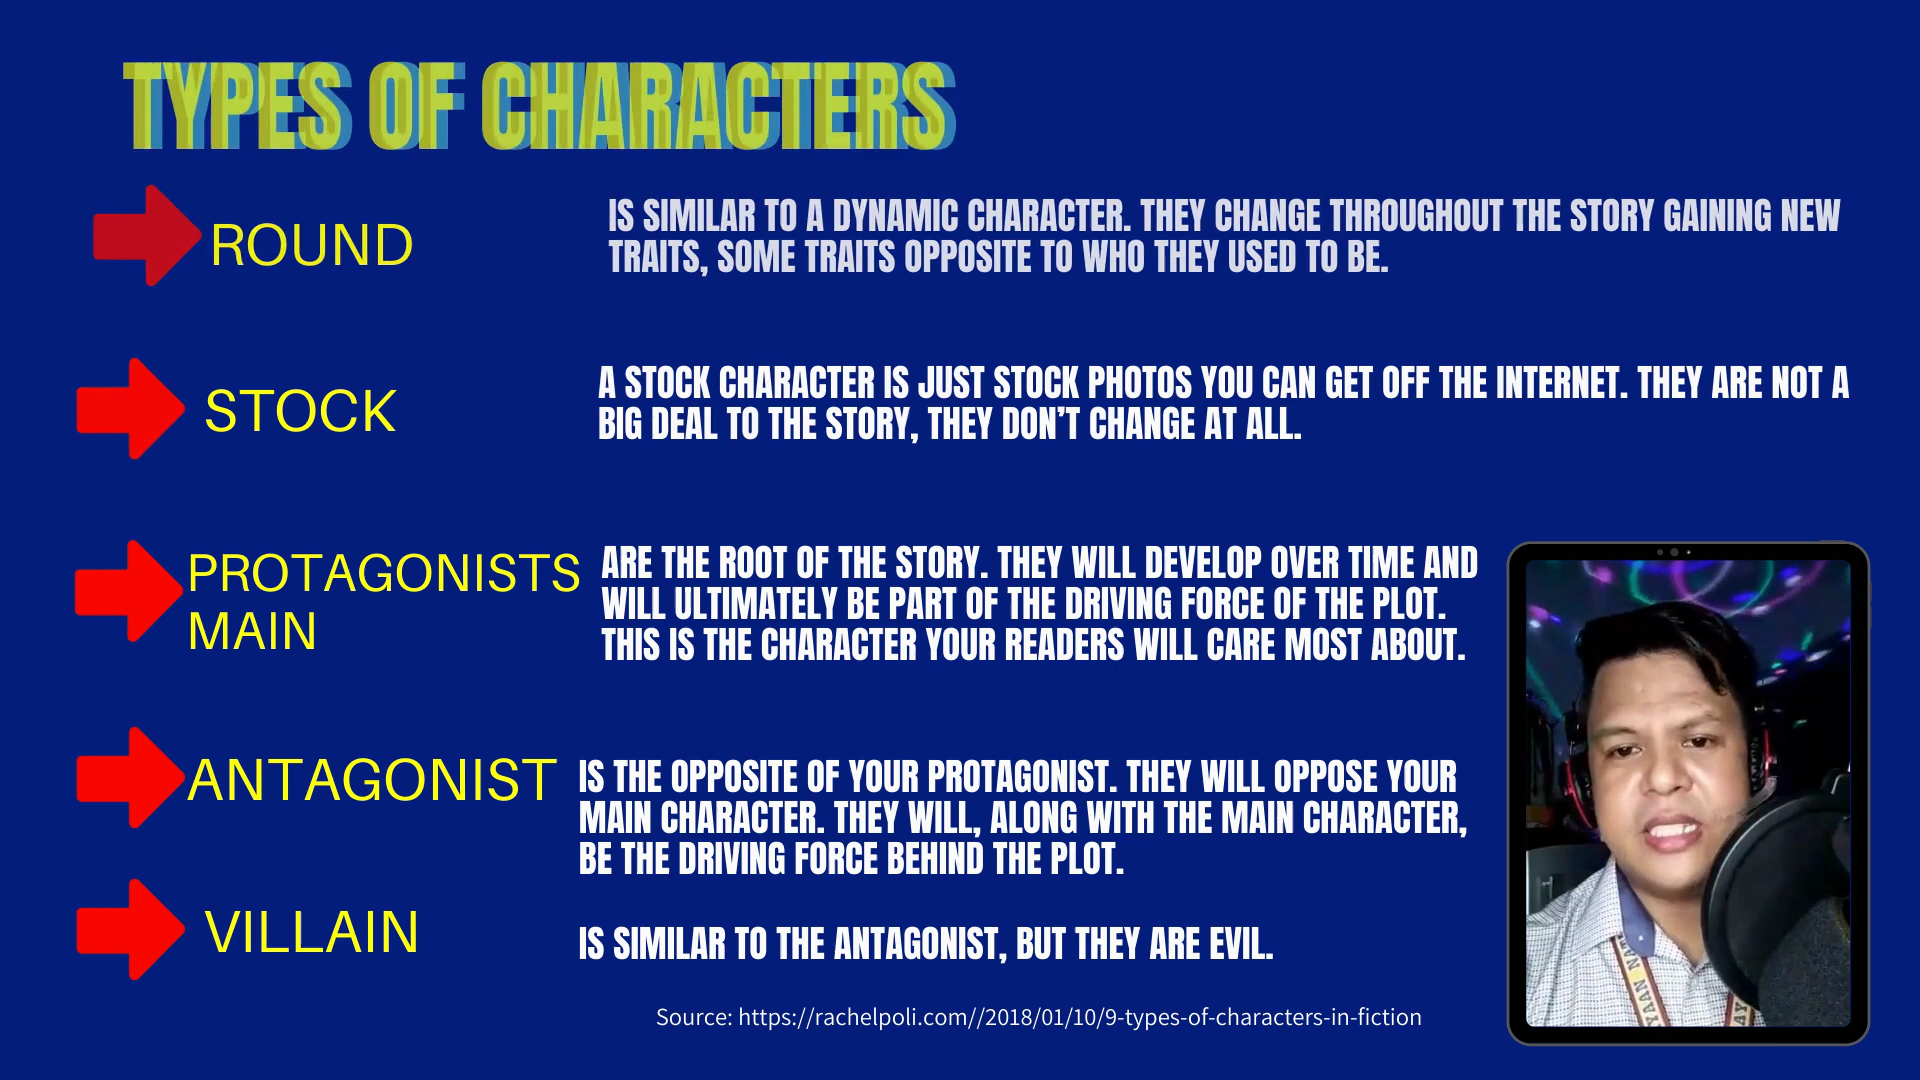 TYPES OF CHARACTERS
ROUND
IS SIMILAR TO A DYNAMIC CHARACTER. THEY CHANGE THROUGHOUT THE STORY GAINING NEW
TRAITS, SOME TRAITS OPPOSITE TO WHO THEY USED TO BE.
STOCK
A STOCK CHARACTER IS JUST STOCK PHOTOS YOU CAN GET OFF THE INTERNET. THEY ARE NOT A
BIG DEAL TO THE STORY, THEY DON’T CHANGE AT ALL.
PROTAGONISTS
MAIN
ARE THE ROOT OF THE STORY. THEY WILL DEVELOP OVER TIME AND
WILL ULTIMATELY BE PART OF THE DRIVING FORCE OF THE PLOT.
THIS IS THE CHARACTER YOUR READERS WILL CARE MOST ABOUT.
ANTAGONIST
IS THE OPPOSITE OF YOUR PROTAGONIST. THEY WILL OPPOSE YOUR
MAIN CHARACTER. THEY WILL, ALONG WITH THE MAIN CHARACTER,
BE THE DRIVING FORCE BEHIND THE PLOT.
VILLAIN
IS SIMILAR TO THE ANTAGONIST, BUT THEY ARE EVIL.
Source: https://rachelpoli.com//2018/01/10/9-types-of-characters-in-fiction